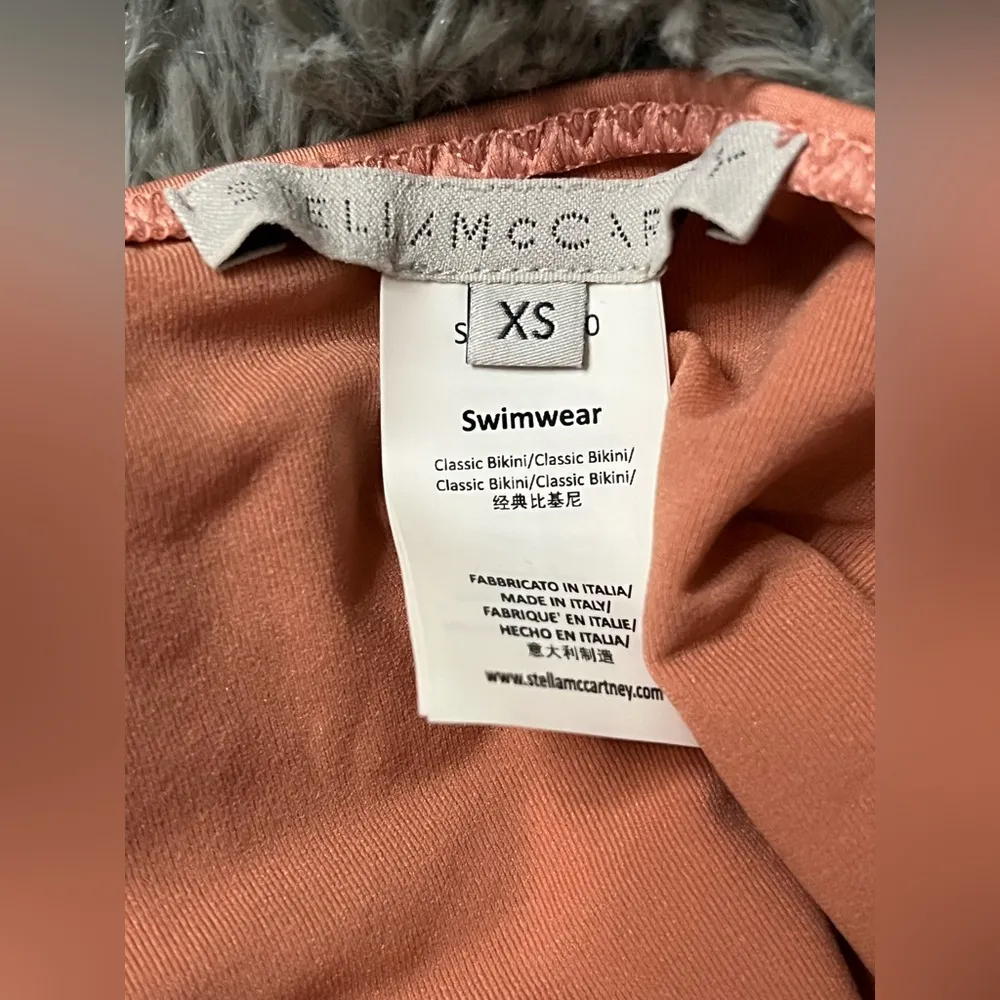 STELLAMcCAR
XS
Swimwear
Classic Bikini/Classic Bikini/
Classic Bikini/Classic Bikini/
经典比基尼
FABBRICATO IN ITALIA/
MADE IN ITALY/
FABRIQUE' EN ITALIE/
HECHO EN ITALIA/
意大利制造
www.stellamccartney.com